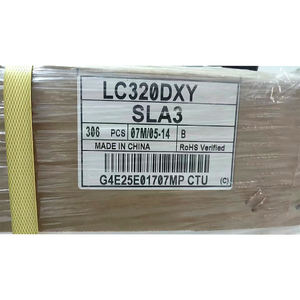 LC320DXY
SLA3
306 PCS 07M/05-14 B
MADE IN CHINA RoHS Verified
G4E25E01707MP CTU (C)